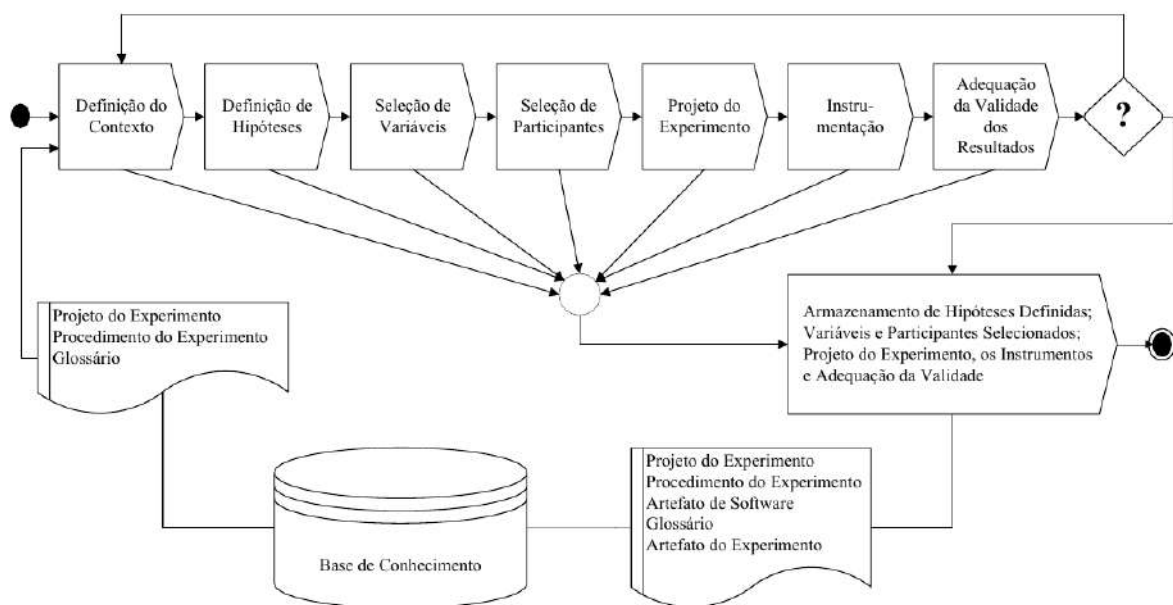 Definição do
Contexto
Definição de
Hipóteses
Seleção de
Variáveis
Seleção de
Participantes
Projeto do
Experimento
Instru-
mentação
Adequação
da Validade
dos
Resultados
?
Projeto do Experimento
Procedimento do Experimento
Glossário
Armazenamento de Hipóteses Definidas;
Variáveis e Participantes Selecionados;
Projeto do Experimento, os Instrumentos
e Adequação da Validade
Base de Conhecimento
Projeto do Experimento
Procedimento do Experimento
Artefato de Software
Glossário
Artefato do Experimento